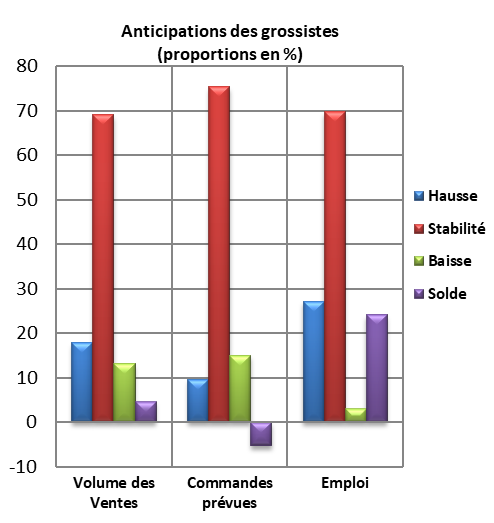 Anticipations des grossistes
(proportions en %)
80
70
60
50
40
30
20
10
0
-10
Volume des
Ventes
Commandes
prévues
Emploi
Hausse
Stabilité
Baisse
Solde